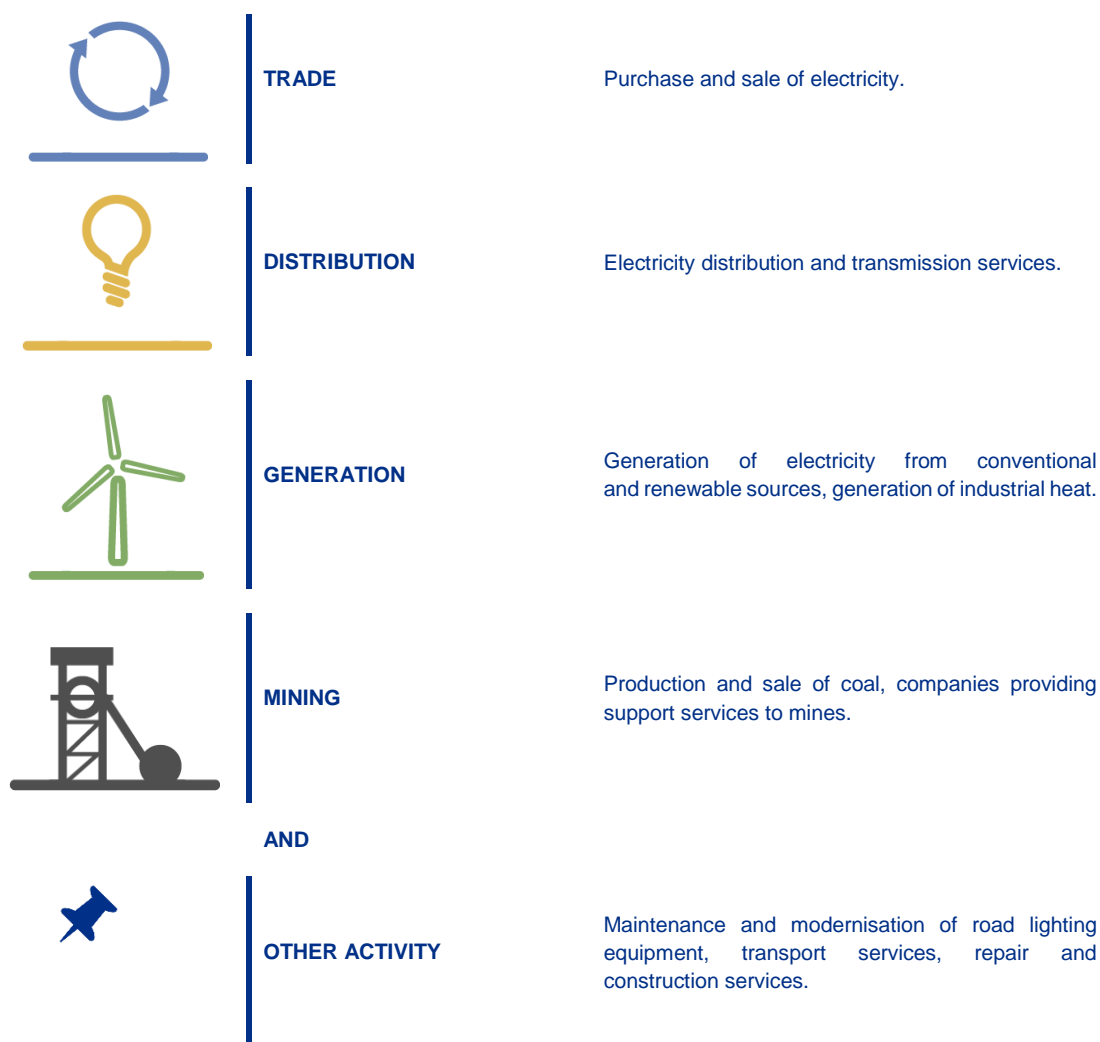 TRADE
Purchase and sale of electricity.
DISTRIBUTION
Electricity distribution and transmission services.
GENERATION
Generation of electricity from conventional
and renewable sources, generation of industrial heat.
MINING
Production and sale of coal, companies providing
support services to mines.
AND
OTHER ACTIVITY
Maintenance and modernisation of road lighting
equipment, transport services, repair and
construction services.